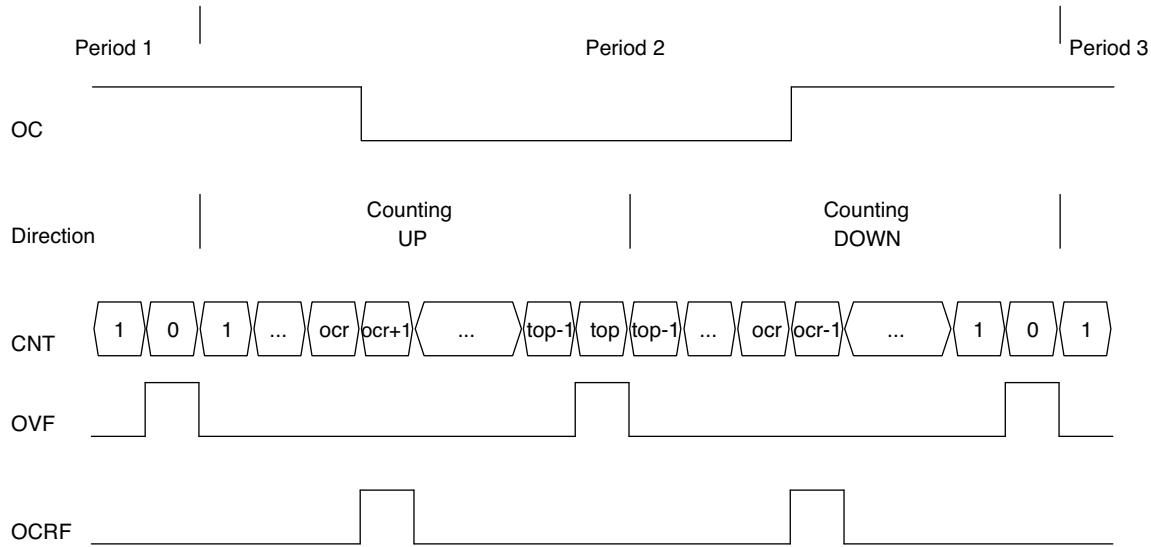 Period 1 Period 2 Period 3
OC
Direction Counting UP Counting DOWN
CNT 1 0 1 ... ocr ocr+1 ... top-1 top top-1 ... ocr ocr-1 ... 1 0 1
OVF
OCRF